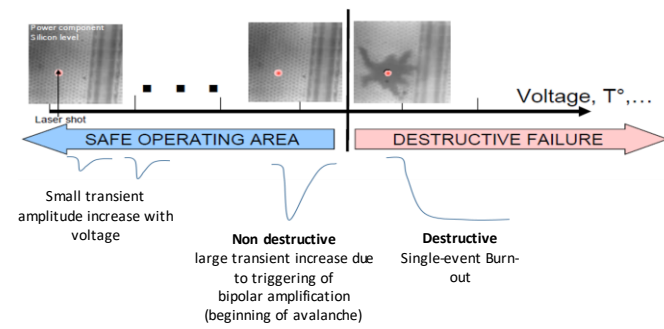 Power component
Silicon level
Laser shot
Voltage, T°,...
SAFE OPERATING AREA
DESTRUCTIVE FAILURE
Small transient
amplitude increase with
voltage
Non destructive
large transient increase due
to triggering of
bipolar amplification
(beginning of avalanche)
Destructive
Single-event Burn-
out